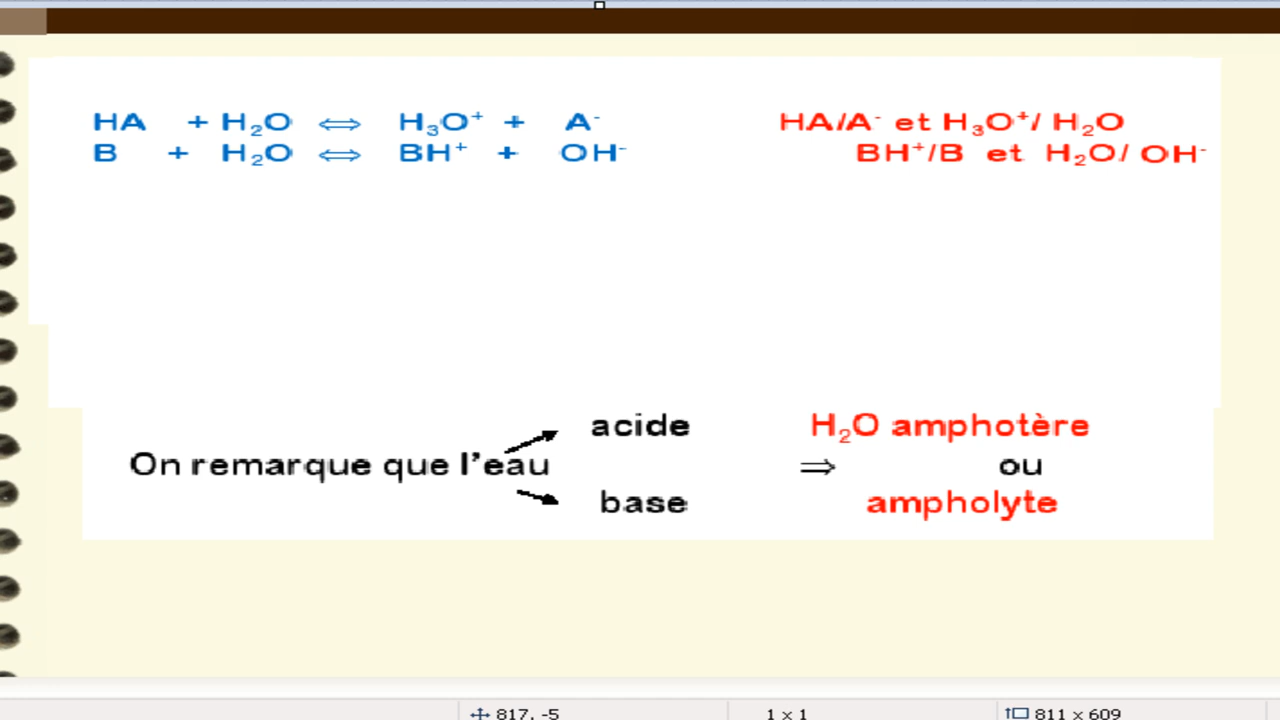 HA + H₂O ⇔ H₃O⁺ + A⁻ HA/A⁻ et H₃O⁺/ H₂O
B + H₂O ⇔ BH⁺ + OH⁻ BH⁺/B et H₂O/ OH⁻
acide H₂O amphotère
On remarque que l'eau ⇒ ou
base ampholyte
817, -5 1 x 1 811 x 609